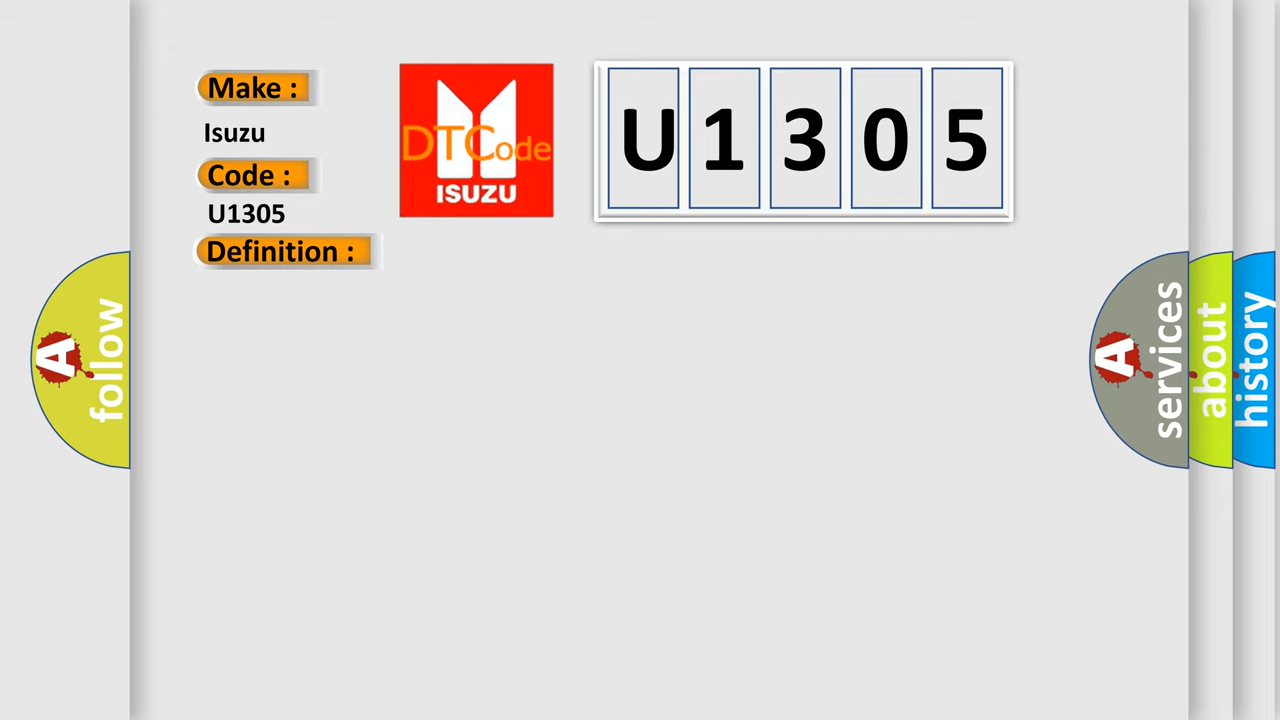 Make :
Isuzu
Code :
U1305
Definition :
DTCode
ISUZU
U1305
A follow
A services
about
history